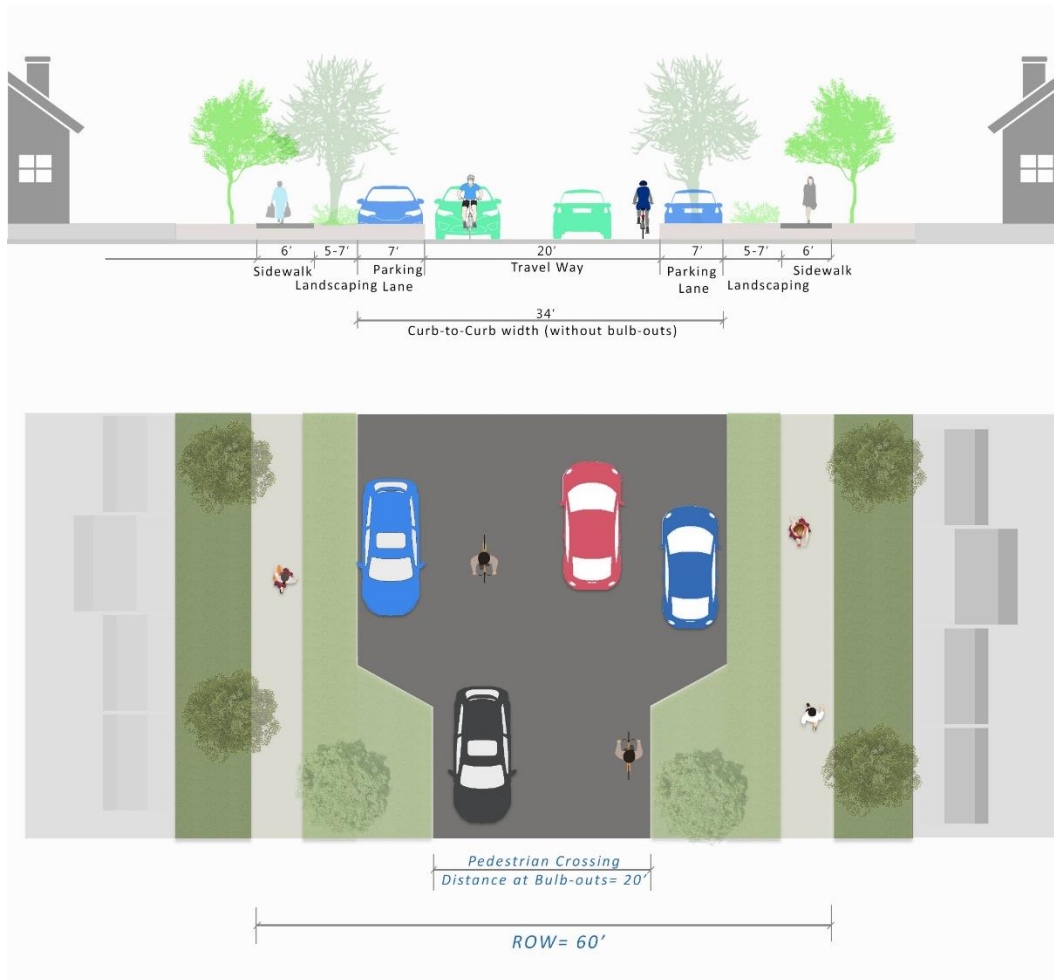 6’ 5-7’ 7’ 20’ 7’ 5-7’ 6’
Sidewalk
Landscaping
Parking
Lane
Travel Way
Parking
Lane
Landscaping
Sidewalk
34’
Curb-to-Curb width (without bulb-outs)
Pedestrian Crossing
Distance at Bulb-outs= 20’
ROW= 60’